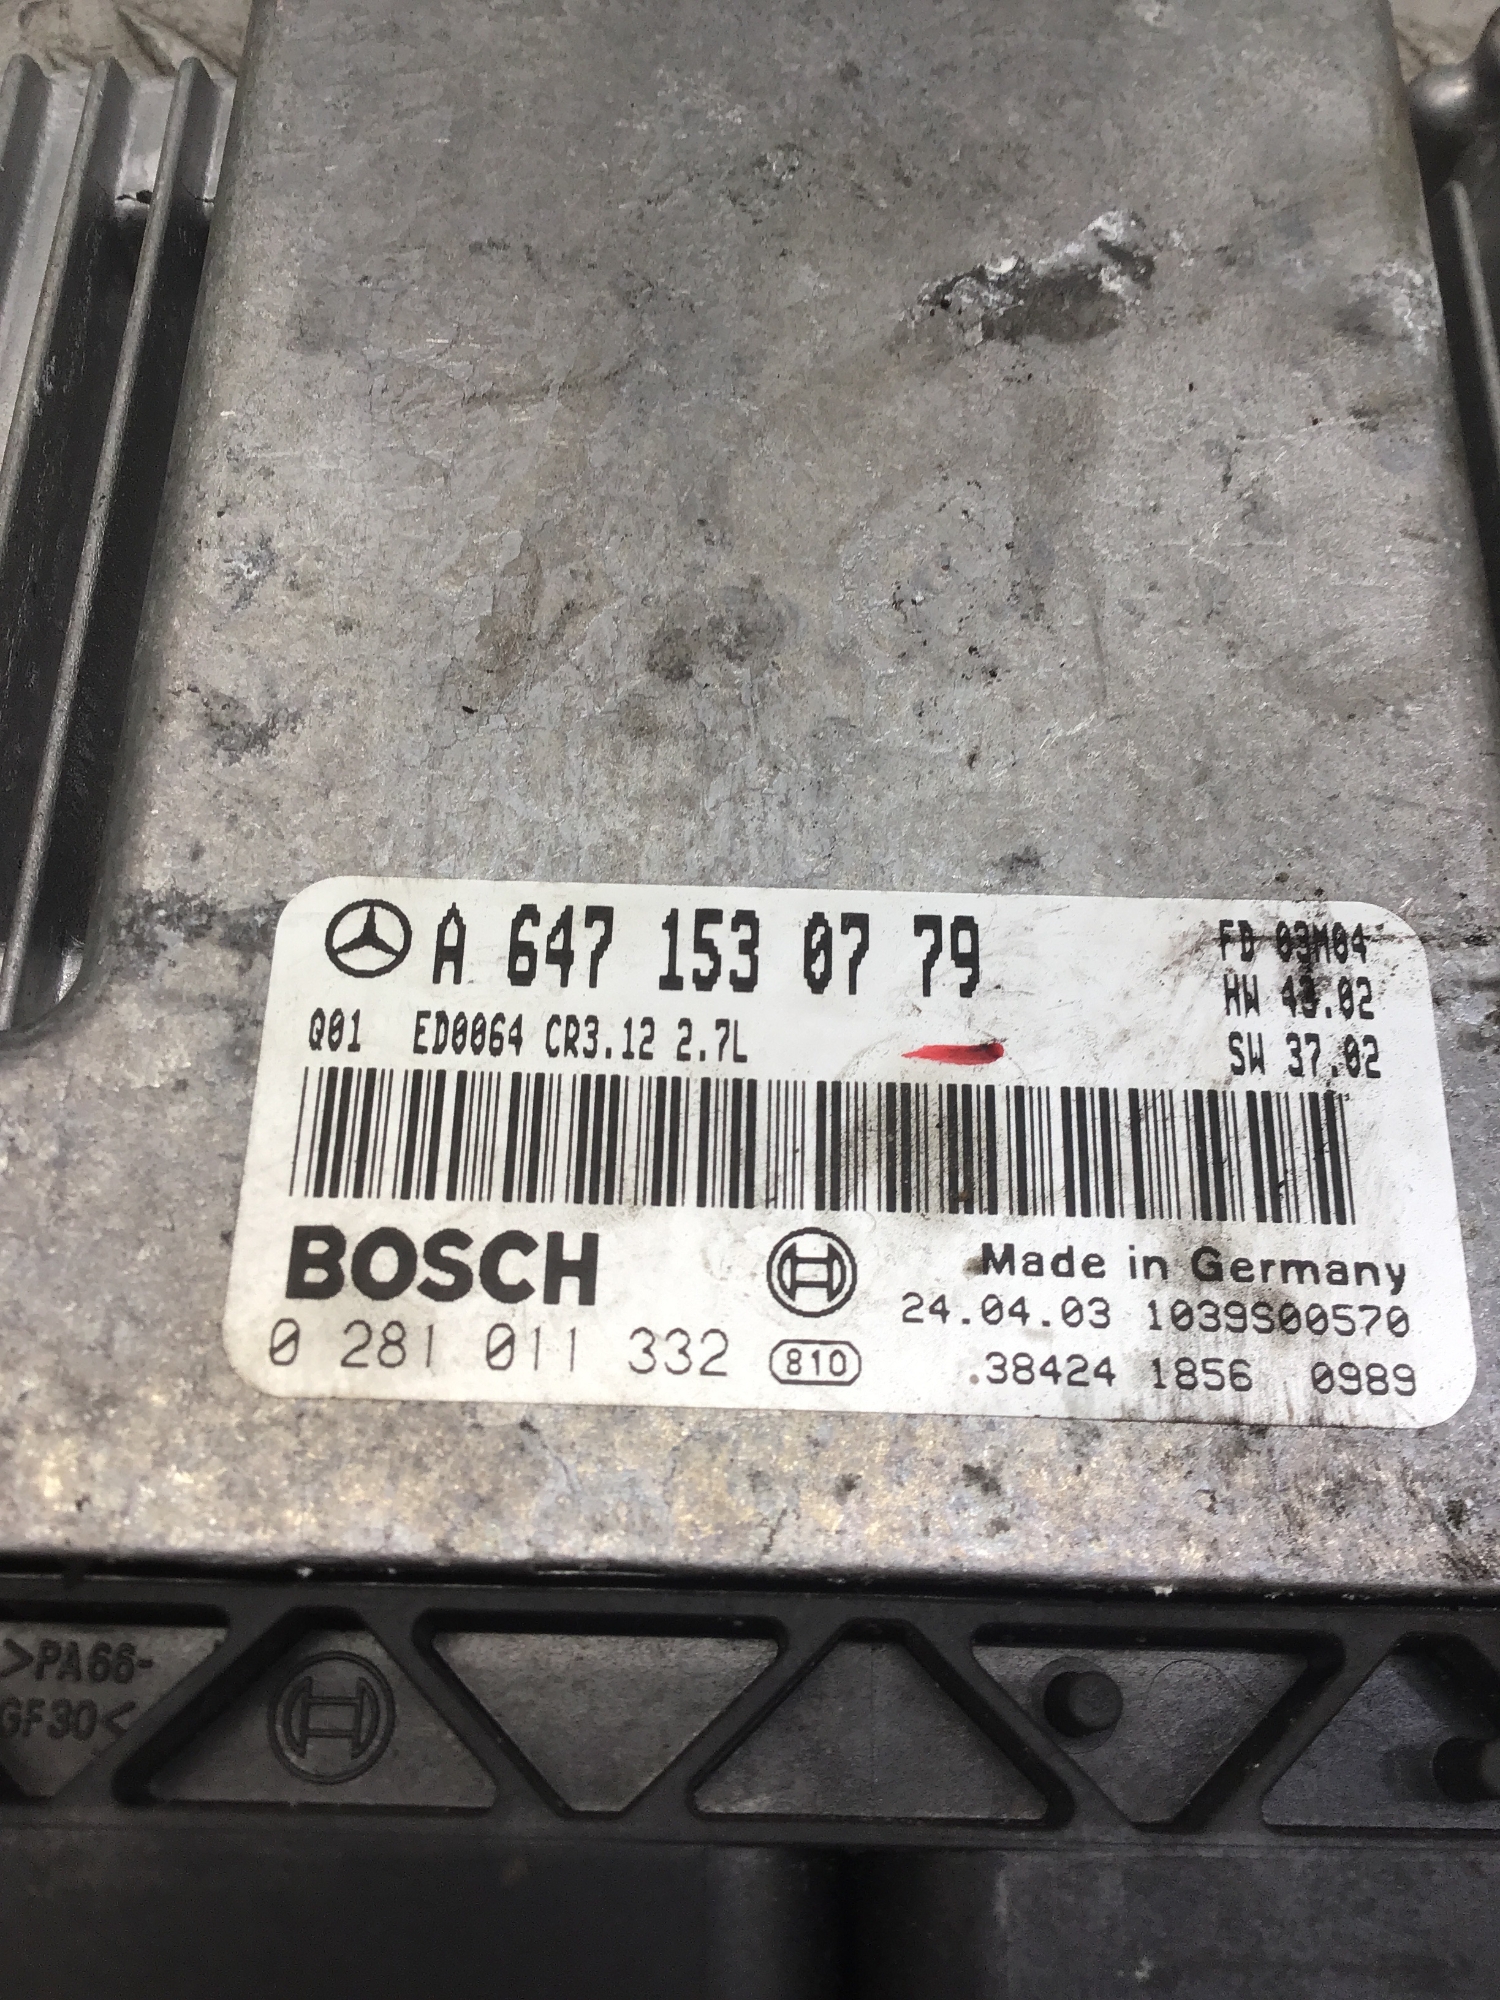 A 647 153 07 79
FD 03M04
HW 43.02
Q01 ED0064 CR3.12 2.7L
SW 37.02
BOSCH
Made in Germany
24.04.03 1039S00570
0 281 011 332 810
.38424 1856 0989
>PA66-
GF30<